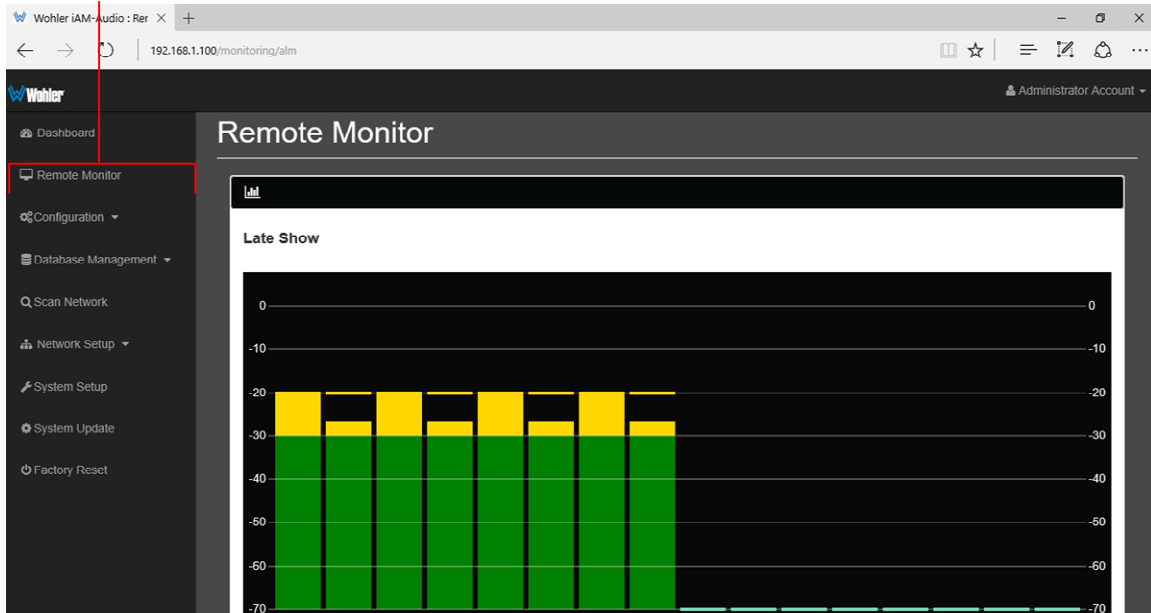 Wohler iAM-Audio : Rer
192.168.1.100/monitoring/alm
Wohler
Administrator Account
Dashboard
Remote Monitor
Remote Monitor
Configuration
Late Show
Database Management
Scan Network
Network Setup
System Setup
System Update
Factory Reset
0 0
-10 -10
-20 -20
-30 -30
-40 -40
-50 -50
-60 -60
-70 -70